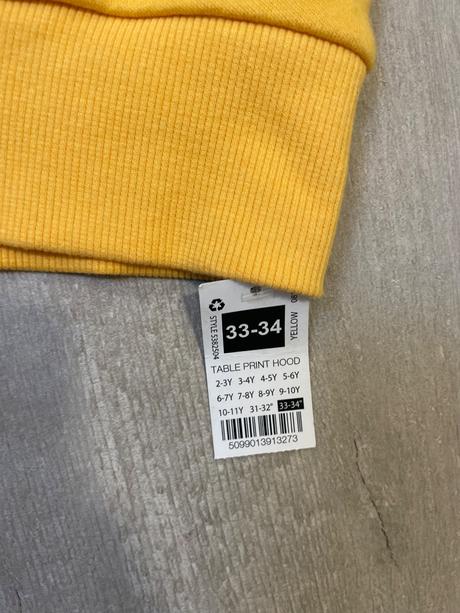 33-34
STYLE 5382504
YELLOW
TABLE PRINT HOOD
2-3Y 3-4Y 4-5Y 5-6Y
6-7Y 7-8Y 8-9Y 9-10Y
10-11Y 31-32" 33-34"
5099013913273